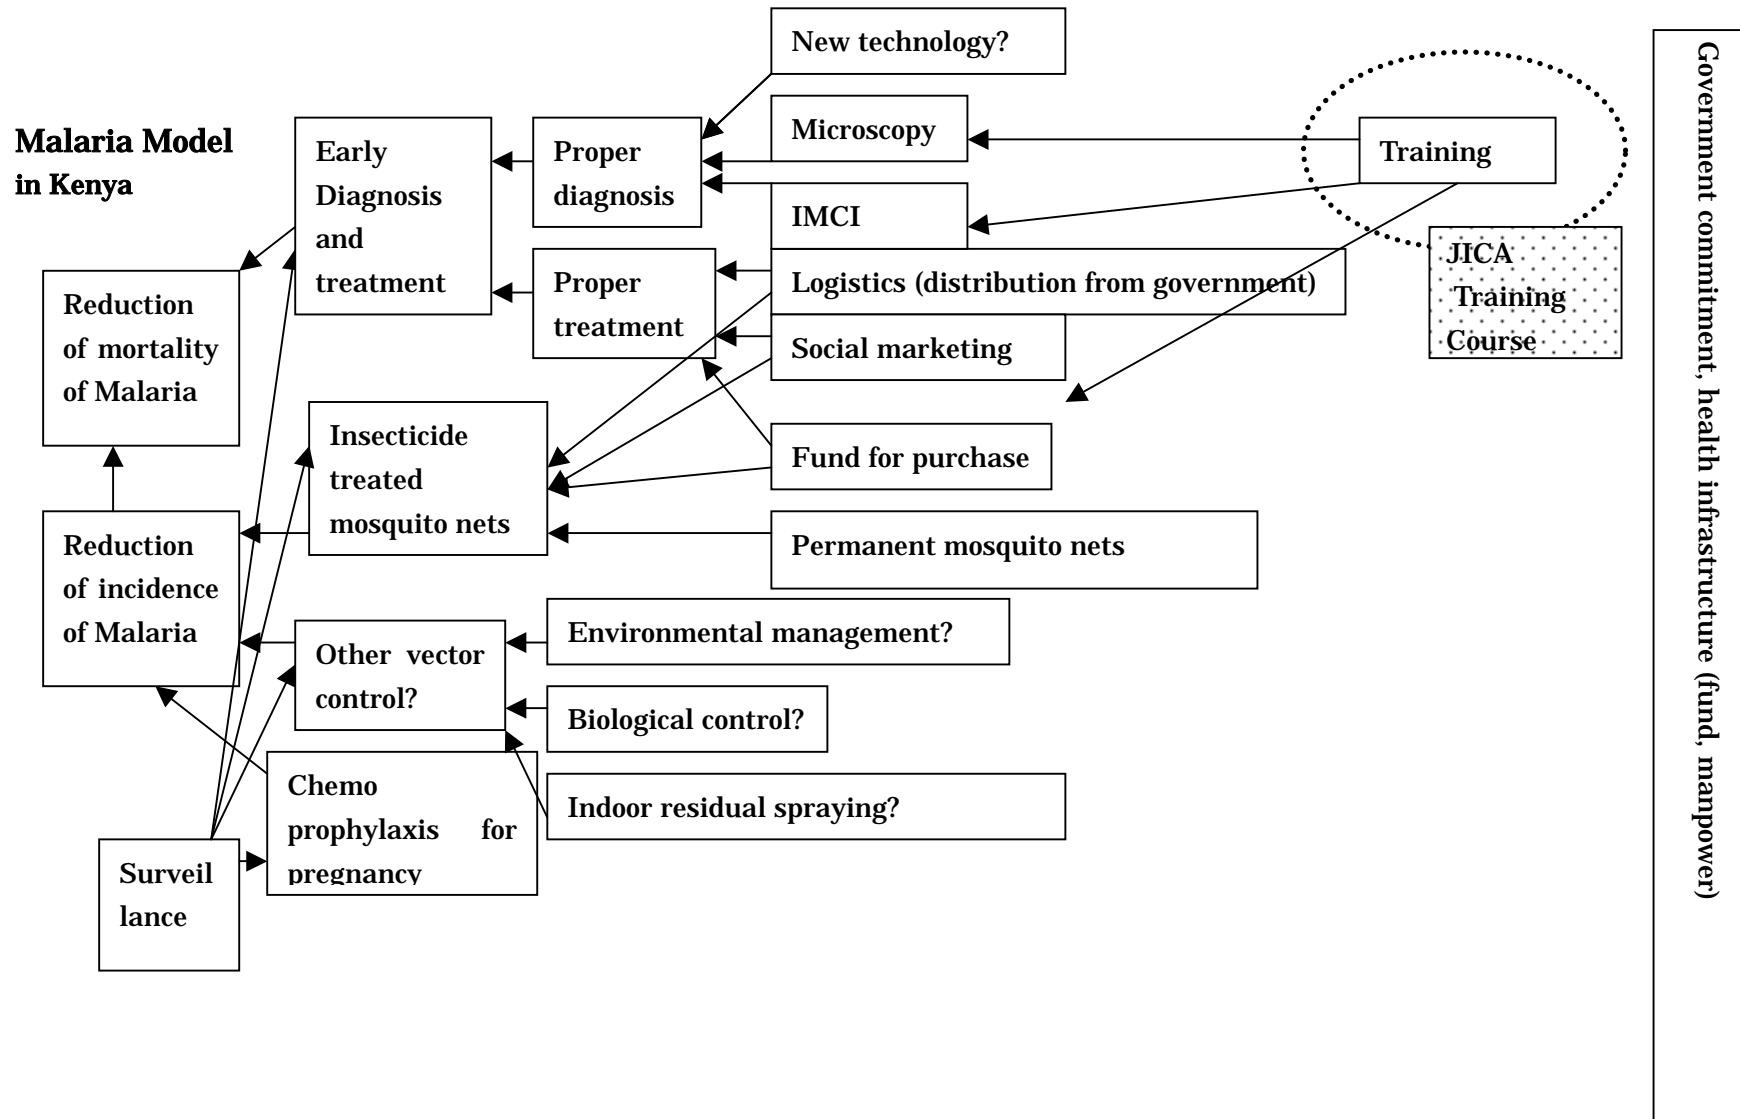 Malaria Model
in Kenya
New technology?
Microscopy
Training
Early
Diagnosis
and
treatment
Proper
diagnosis
IMCI
JICA
Training
Course
Logistics (distribution from government)
Proper
treatment
Social marketing
Reduction
of mortality
of Malaria
Insecticide
treated
mosquito nets
Fund for purchase
Permanent mosquito nets
Reduction
of incidence
of Malaria
Environmental management?
Other vector
control?
Biological control?
Chemo
prophylaxis for
pregnancy
Indoor residual spraying?
Surveil
lance
Government commitment, health infrastructure (fund, manpower)